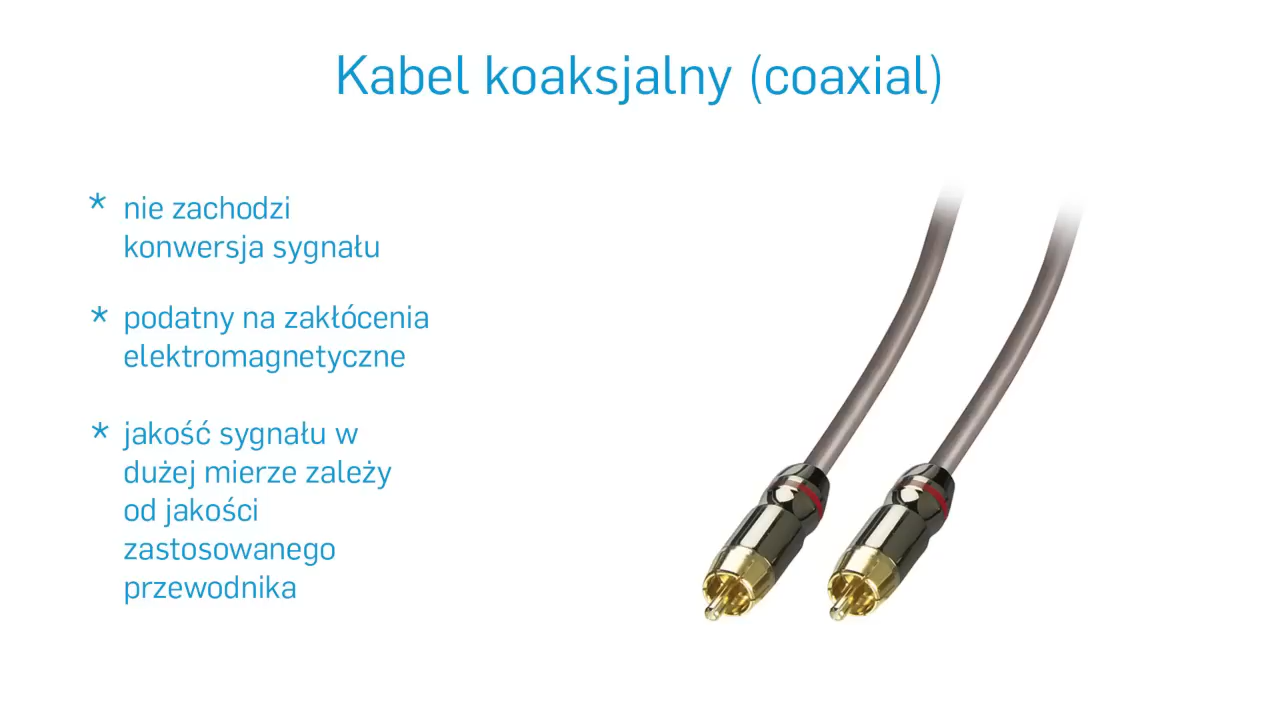 Kabel koaksjalny (coaxial)
* nie zachodzi
konwersja sygnału
* podatny na zakłócenia
elektromagnetyczne
* jakość sygnału w
dużej mierze zależy
od jakości
zastosowanego
przewodnika